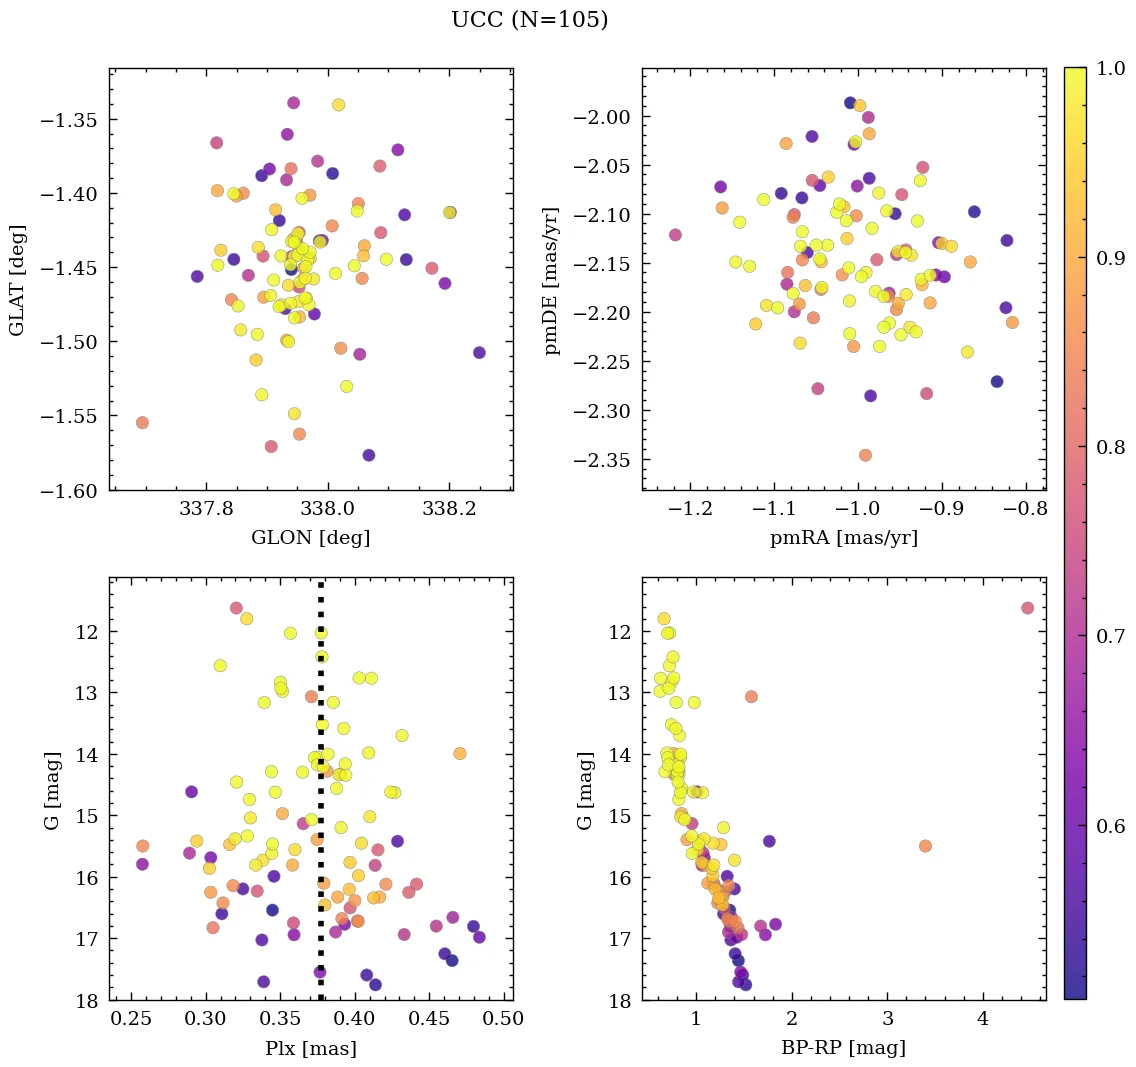 UCC (N=105)
−1.35
−1.40
−1.45
−1.50
−1.55
−1.60
GLAT [deg]
337.8 338.0 338.2
GLON [deg]
−2.00
−2.05
−2.10
−2.15
−2.20
−2.25
−2.30
−2.35
pmDE [mas/yr]
−1.2 −1.1 −1.0 −0.9 −0.8
pmRA [mas/yr]
1.0
0.9
0.8
0.7
0.6
12
13
14
15
16
17
18
G [mag]
0.25 0.30 0.35 0.40 0.45 0.50
Plx [mas]
12
13
14
15
16
17
18
G [mag]
1 2 3 4
BP-RP [mag]